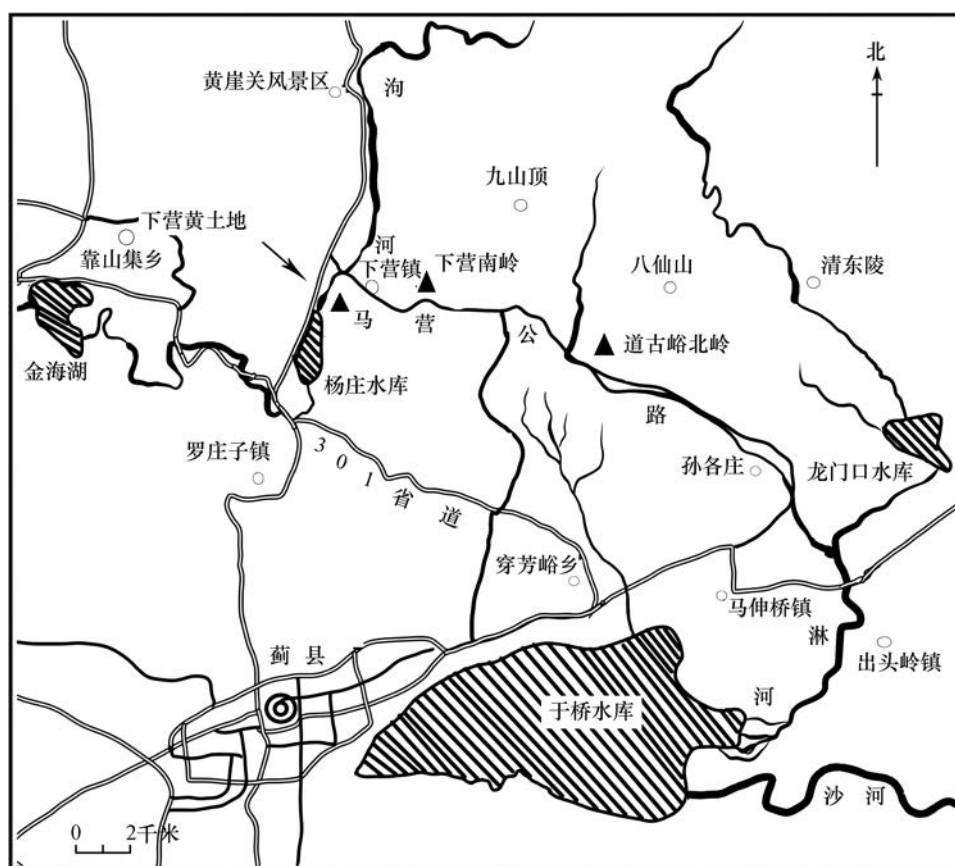 北
黄崖关风景区
泃
九山顶
下营黄土地
靠山集乡
河
下营镇
下营南岭
八仙山
清东陵
马
营
公
路
道古峪北岭
金海湖
杨庄水库
罗庄子镇
301省道
孙各庄
龙门口水库
穿芳峪乡
马伸桥镇
淋
河
出头岭镇
蓟县
于桥水库
沙河
0 2千米